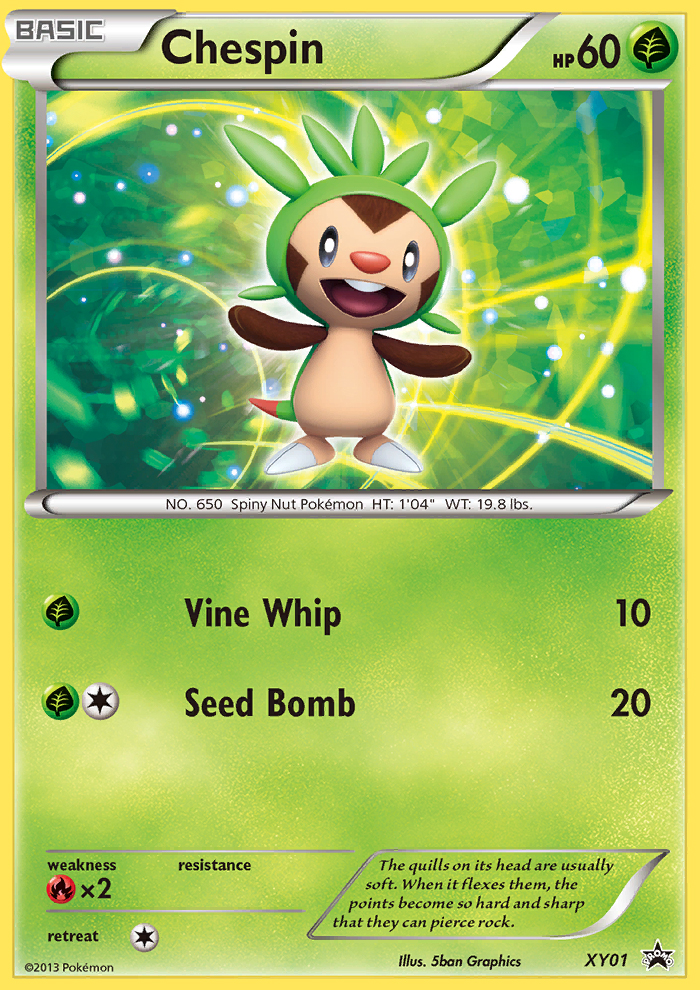 BASIC
Chespin
HP60
NO. 650 Spiny Nut Pokémon HT: 1'04" WT: 19.8 lbs.
Vine Whip 10
Seed Bomb 20
weakness resistance
×2
The quills on its head are usually
soft. When it flexes them, the
points become so hard and sharp
that they can pierce rock.
retreat
©2013 Pokémon
Illus. 5ban Graphics
XY01
PROMO